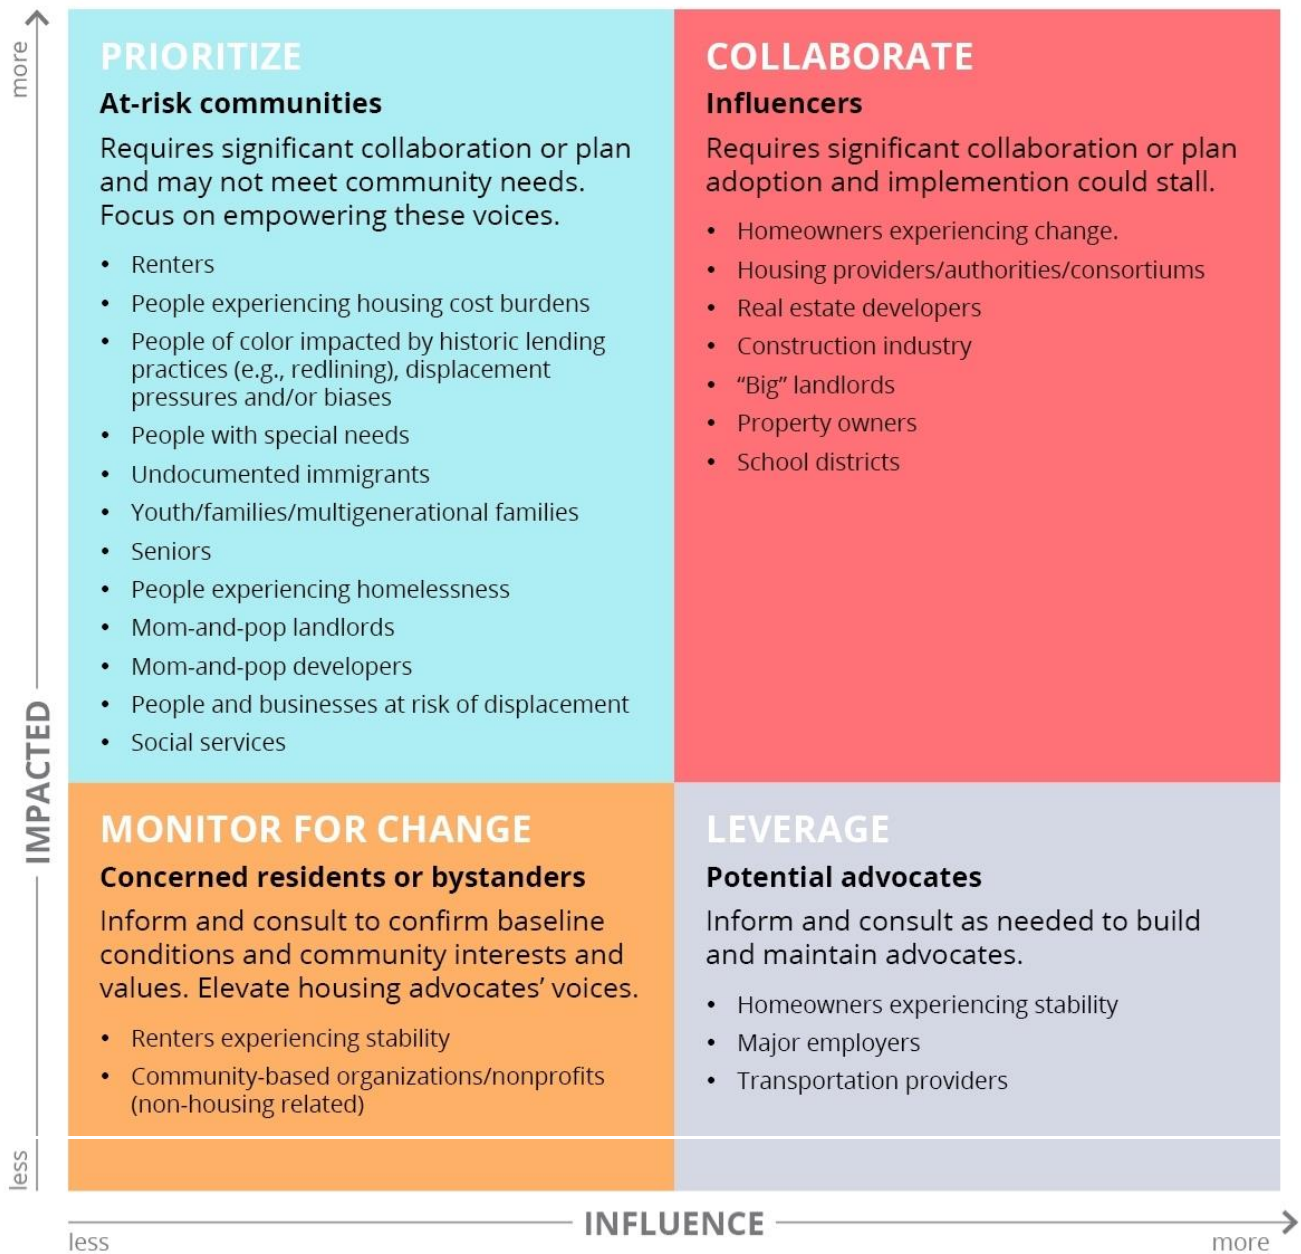 more
PRIORITIZE
At-risk communities
Requires significant collaboration or plan
and may not meet community needs.
Focus on empowering these voices.
• Renters
• People experiencing housing cost burdens
• People of color impacted by historic lending
practices (e.g., redlining), displacement
pressures and/or biases
• People with special needs
• Undocumented immigrants
• Youth/families/multigenerational families
• Seniors
• People experiencing homelessness
• Mom-and-pop landlords
• Mom-and-pop developers
• People and businesses at risk of displacement
• Social services
COLLABORATE
Influencers
Requires significant collaboration or plan
adoption and implemention could stall.
• Homeowners experiencing change.
• Housing providers/authorities/consortiums
• Real estate developers
• Construction industry
• “Big” landlords
• Property owners
• School districts
IMPACTED
MONITOR FOR CHANGE
Concerned residents or bystanders
Inform and consult to confirm baseline
conditions and community interests and
values. Elevate housing advocates’ voices.
• Renters experiencing stability
• Community-based organizations/nonprofits
(non-housing related)
LEVERAGE
Potential advocates
Inform and consult as needed to build
and maintain advocates.
• Homeowners experiencing stability
• Major employers
• Transportation providers
less
INFLUENCE
less
more